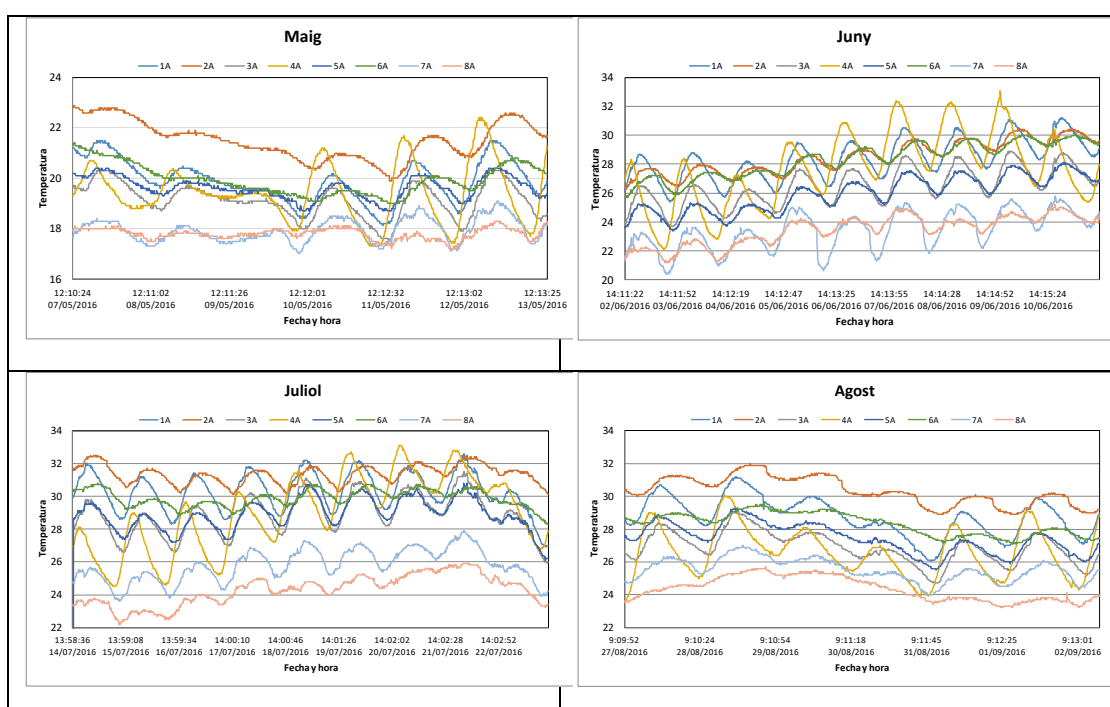 Maig
1A 2A 3A 4A 5A 6A 7A 8A
Temperatura
24
22
20
18
16
12:10:24 12:11:02 12:11:26 12:12:01 12:12:32 12:13:02 12:13:25
07/05/2016 08/05/2016 09/05/2016 10/05/2016 11/05/2016 12/05/2016 13/05/2016
Fecha y hora
Juny
1A 2A 3A 4A 5A 6A 7A 8A
Temperatura
34
32
30
28
26
24
22
20
14:11:22 14:11:52 14:12:19 14:12:47 14:13:25 14:13:55 14:14:28 14:14:52 14:15:24
02/06/2016 03/06/2016 04/06/2016 05/06/2016 06/06/2016 07/06/2016 08/06/2016 09/06/2016 10/06/2016
Fecha y hora
Juliol
1A 2A 3A 4A 5A 6A 7A 8A
Temperatura
34
32
30
28
26
24
22
13:58:36 13:59:08 13:59:34 14:00:10 14:00:46 14:01:26 14:02:02 14:02:28 14:02:52
14/07/2016 15/07/2016 16/07/2016 17/07/2016 18/07/2016 19/07/2016 20/07/2016 21/07/2016 22/07/2016
Fecha y hora
Agost
1A 2A 3A 4A 5A 6A 7A 8A
Temperatura
34
32
30
28
26
24
22
9:09:52 9:10:24 9:10:54 9:11:18 9:11:45 9:12:25 9:13:01
27/08/2016 28/08/2016 29/08/2016 30/08/2016 31/08/2016 01/09/2016 02/09/2016
Fecha y hora